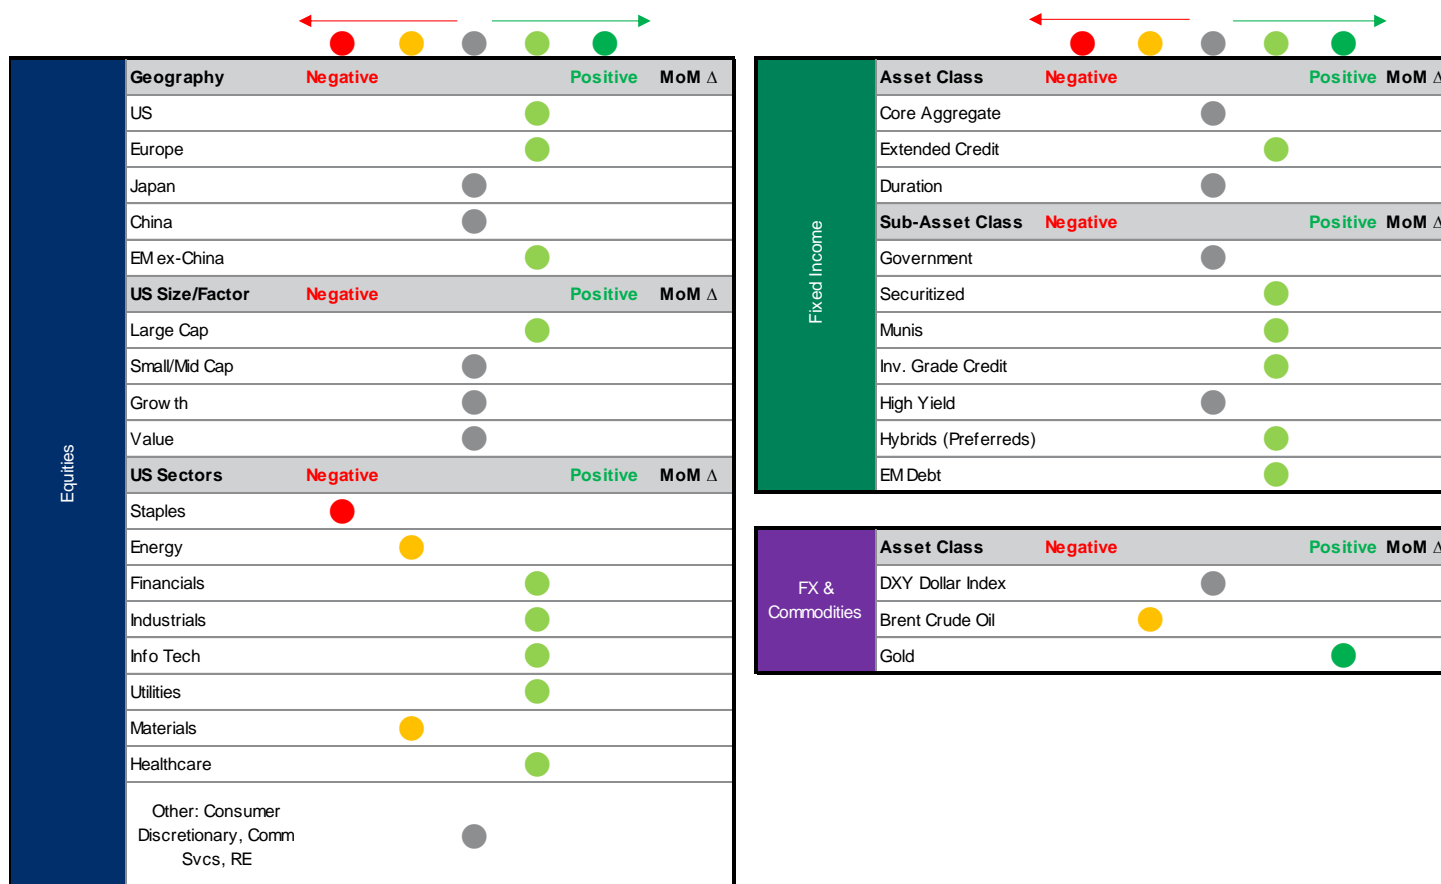 Equities
Geography Negative Positive MoM Δ
US
Europe
Japan
China
EM ex-China
US Size/Factor Negative Positive MoM Δ
Large Cap
Small/Mid Cap
Growth
Value
US Sectors Negative Positive MoM Δ
Staples
Energy
Financials
Industrials
Info Tech
Utilities
Materials
Healthcare
Other: Consumer
Discretionary, Comm
Svcs, RE
Fixed Income
Asset Class Negative Positive MoM Δ
Core Aggregate
Extended Credit
Duration
Sub-Asset Class Negative Positive MoM Δ
Government
Securitized
Munis
Inv. Grade Credit
High Yield
Hybrids (Preferreds)
EM Debt
FX &
Commodities
Asset Class Negative Positive MoM Δ
DXY Dollar Index
Brent Crude Oil
Gold